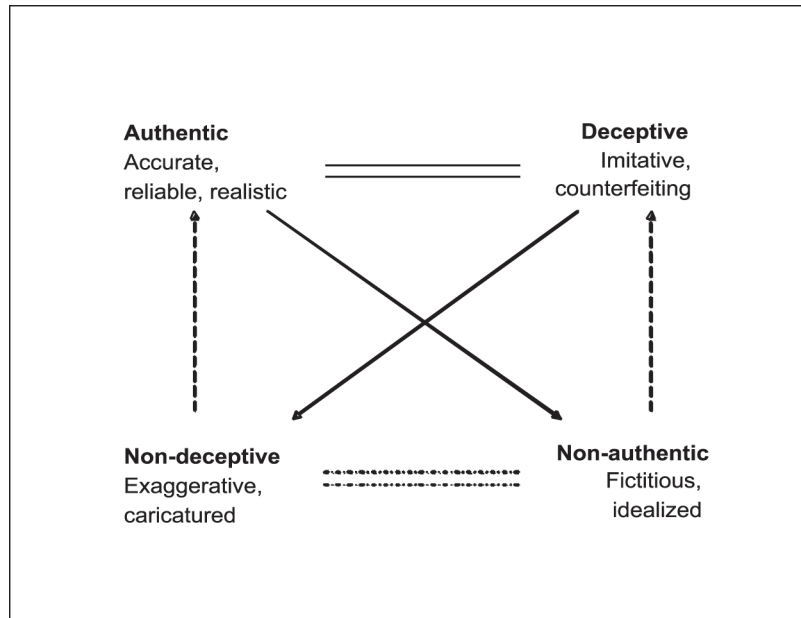 Authentic
Accurate,
reliable, realistic
Deceptive
Imitative,
counterfeiting
Non-deceptive
Exaggerative,
caricatured
Non-authentic
Fictitious,
idealized